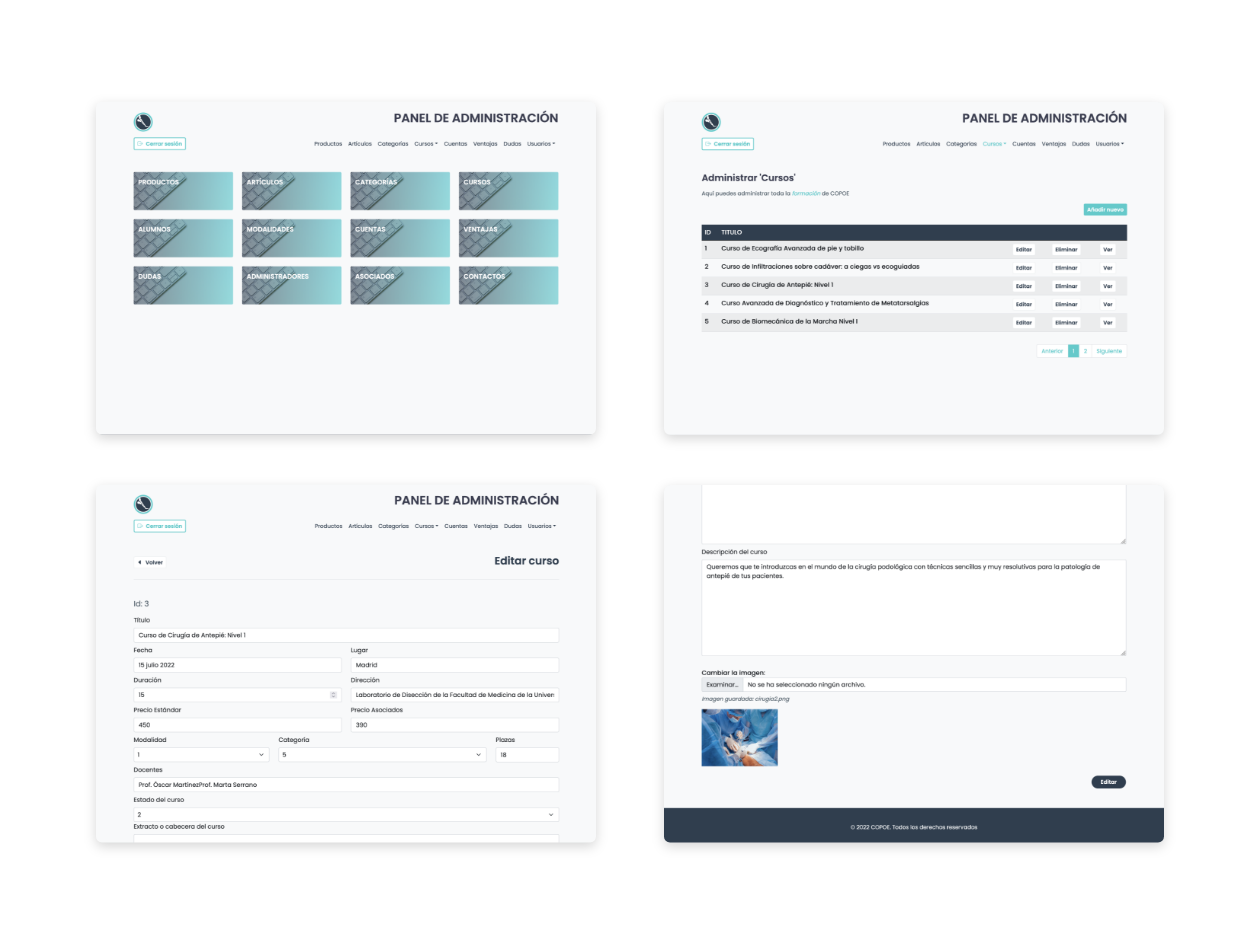 PANEL DE ADMINISTRACIÓN
Cerrar sesión
Productos Artículos Categorías Cursos Cuentas Ventajas Dudas Usuarios
PRODUCTOS ARTÍCULOS CATEGORÍAS CURSOS
ALUMNOS MODALIDADES CUENTAS VENTAJAS
DUDAS ADMINISTRADORES ASOCIADOS CONTACTOS
PANEL DE ADMINISTRACIÓN
Cerrar sesión
Productos Artículos Categorías Cursos Cuentas Ventajas Dudas Usuarios
Administrar 'Cursos'
Aquí puedes administrar toda la formación de COPOE
Añadir nuevo
ID TITULO
1 Curso de Ecografía Avanzada de pie y tobillo Editar Eliminar Ver
2 Curso de Infiltraciones sobre cadáver: a ciegas vs ecoguiadas Editar Eliminar Ver
3 Curso de Cirugía de Antepié: Nivel 1 Editar Eliminar Ver
4 Curso Avanzada de Diagnóstico y Tratamiento de Metatarsalgias Editar Eliminar Ver
5 Curso de Biomecánica de la Marcha Nivel I Editar Eliminar Ver
Anterior 1 2 Siguiente
PANEL DE ADMINISTRACIÓN
Cerrar sesión
Productos Artículos Categorías Cursos Cuentas Ventajas Dudas Usuarios
Volver
Editar curso
Id: 3
Título
Curso de Cirugía de Antepié: Nivel 1
Fecha Lugar
15 julio 2022 Madrid
Duración Dirección
15 Laboratorio de Disección de la Facultad de Medicina de la Univer
Precio Estándar Precio Asociados
450 390
Modalidad Categoría Plazas
1 5 18
Docentes
Prof. Óscar MartínezProf. Marta Serrano
Estado del curso
2
Extracto o cabecera del curso
Descripción del curso
Queremos que te introduzcas en el mundo de la cirugía podológica con técnicas sencillas y muy resolutivas para la patología de
antepié de tus pacientes.
Cambiar la imagen:
Examinar... No se ha seleccionado ningún archivo.
Imagen guardada: cirugia2.png
Editar
© 2022 COPOE. Todos los derechos reservados